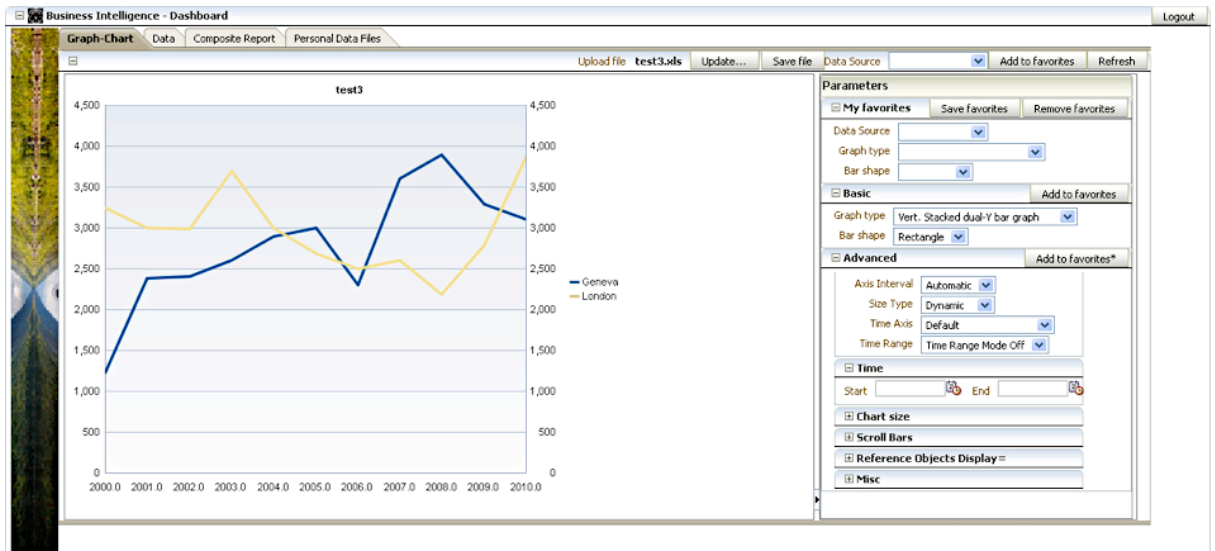 Business Intelligence - Dashboard
Logout
Graph-Chart Data Composite Report Personal Data Files
Upload file test3.xls Update... Save file Data Source Add to favorites Refresh
test3
4,500 4,500
4,000 4,000
3,500 3,500
3,000 3,000
2,500 2,500
2,000 2,000
1,500 1,500
1,000 1,000
500 500
0 0
2000.0 2001.0 2002.0 2003.0 2004.0 2005.0 2006.0 2007.0 2008.0 2009.0 2010.0
Geneva
London
Parameters
My favorites Save favorites Remove favorites
Data Source
Graph type
Bar shape
Basic Add to favorites
Graph type Vert. Stacked dual-Y bar graph
Bar shape Rectangle
Advanced Add to favorites*
Axis Interval Automatic
Size Type Dynamic
Time Axis Default
Time Range Time Range Mode Off
Time
Start End
Chart size
Scroll Bars
Reference Objects Display=
Misc